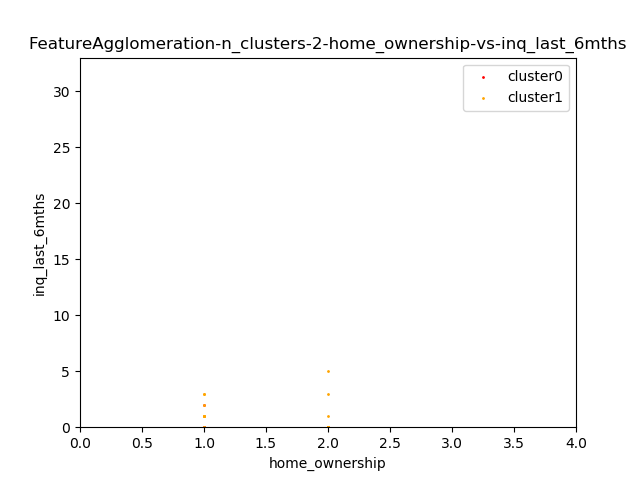 FeatureAgglomeration-n_clusters-2-home_ownership-vs-inq_last_6mths
cluster0
cluster1
30
25
20
15
10
5
0
inq_last_6mths
0.0 0.5 1.0 1.5 2.0 2.5 3.0 3.5 4.0
home_ownership